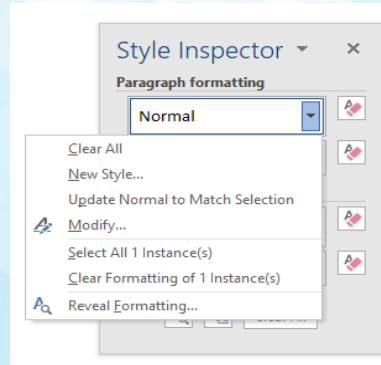 Style Inspector
Paragraph formatting
Normal
Clear All
New Style...
Update Normal to Match Selection
Modify...
Select All 1 Instance(s)
Clear Formatting of 1 Instance(s)
Reveal Formatting...